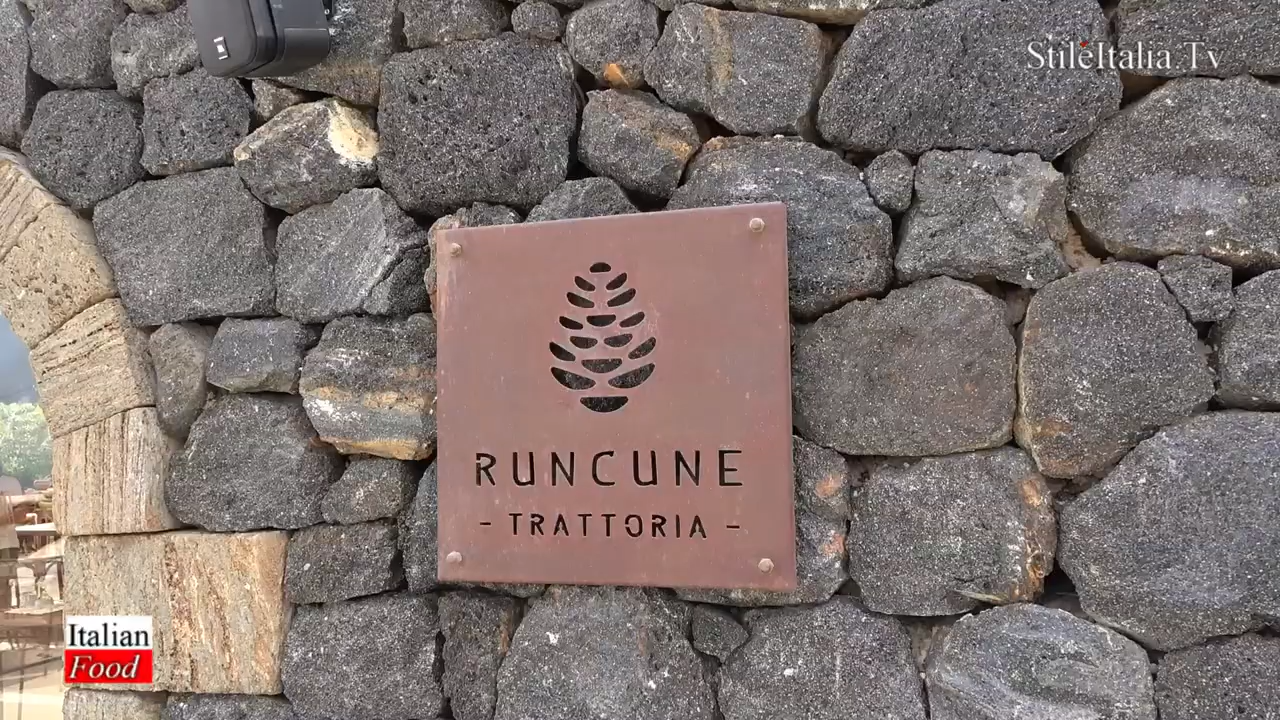 StileItalia.Tv
RUNCUNE
- TRATTORIA -
Italian
Food